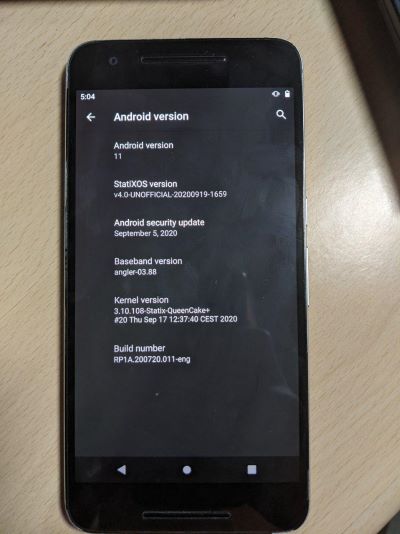 5:04
Android version
Android version
11
StatiXOS version
v4.0-UNOFFICIAL-20200919-1659
Android security update
September 5, 2020
Baseband version
angler-03.88
Kernel version
3.10.108-Statix-QueenCake+
#20 Thu Sep 17 12:37:40 CEST 2020
Build number
RP1A.200720.011-eng